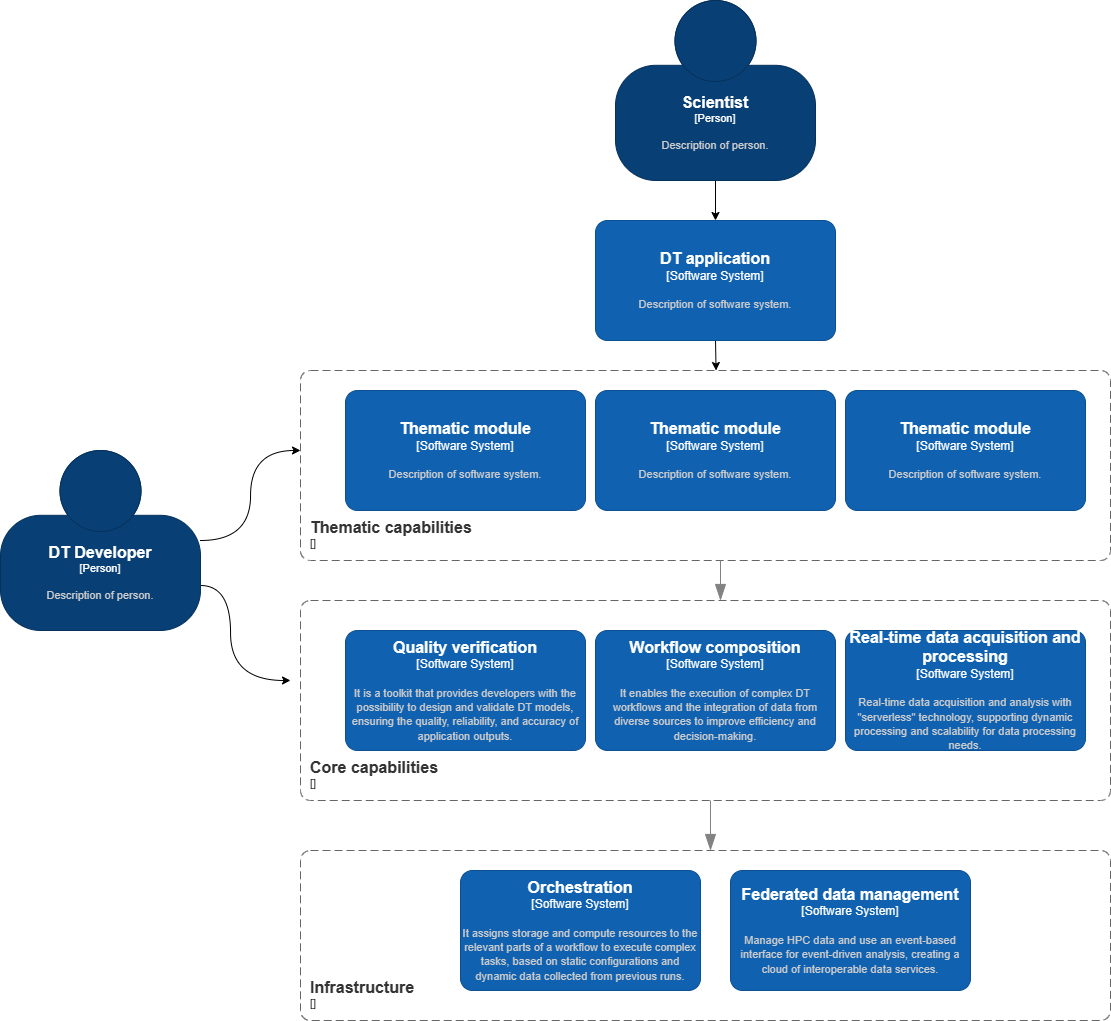 Scientist
[Person]
Description of person.
DT application
[Software System]
Description of software system.
Thematic module
[Software System]
Description of software system.
Thematic module
[Software System]
Description of software system.
Thematic module
[Software System]
Description of software system.
Thematic capabilities
[]
DT Developer
[Person]
Description of person.
Quality verification
[Software System]
It is a toolkit that provides developers with the
possibility to design and validate DT models,
ensuring the quality, reliability, and accuracy of
application outputs.
Workflow composition
[Software System]
It enables the execution of complex DT
workflows and the integration of data from
diverse sources to improve efficiency and
decision-making.
Real-time data acquisition and
processing
[Software System]
Real-time data acquisition and analysis with
"serverless" technology, supporting dynamic
processing and scalability for data processing
needs.
Core capabilities
[]
Orchestration
[Software System]
It assigns storage and compute resources to the
relevant parts of a workflow to execute complex
tasks, based on static configurations and
dynamic data collected from previous runs.
Federated data management
[Software System]
Manage HPC data and use an event-based
interface for event-driven analysis, creating a
cloud of interoperable data services.
Infrastructure
[]